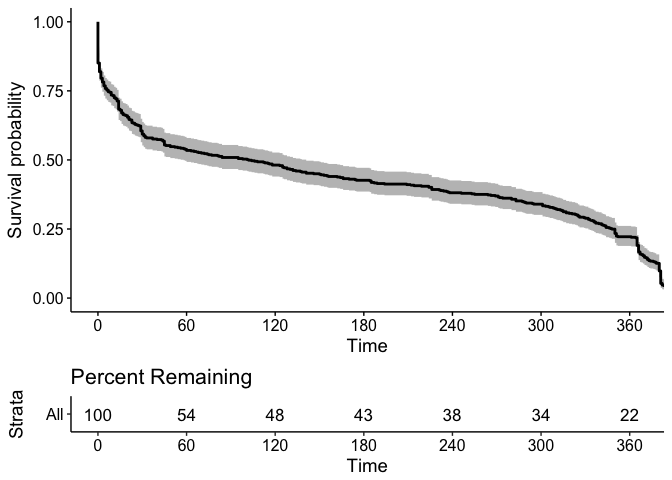 1.00
0.75
0.50
0.25
0.00
Survival probability
0 60 120 180 240 300 360
Time
Percent Remaining
Strata
All 100 54 48 43 38 34 22
0 60 120 180 240 300 360
Time